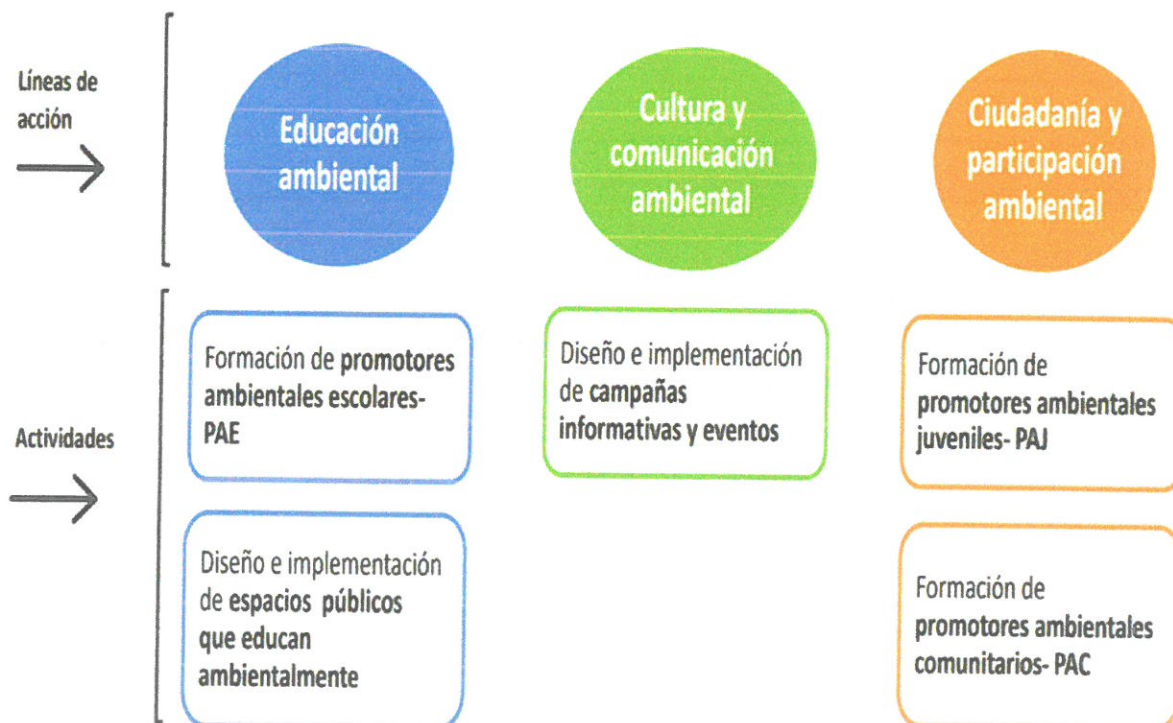 Líneas de
acción
Educación
ambiental
Cultura y
comunicación
ambiental
Ciudadanía y
participación
ambiental
Actividades
Formación de promotores
ambientales escolares-
PAE
Diseño e implementación
de espacios públicos
que educan
ambientalmente
Diseño e implementación
de campañas
informativas y eventos
Formación de
promotores ambientales
juveniles- PAJ
Formación de
promotores ambientales
comunitarios- PAC